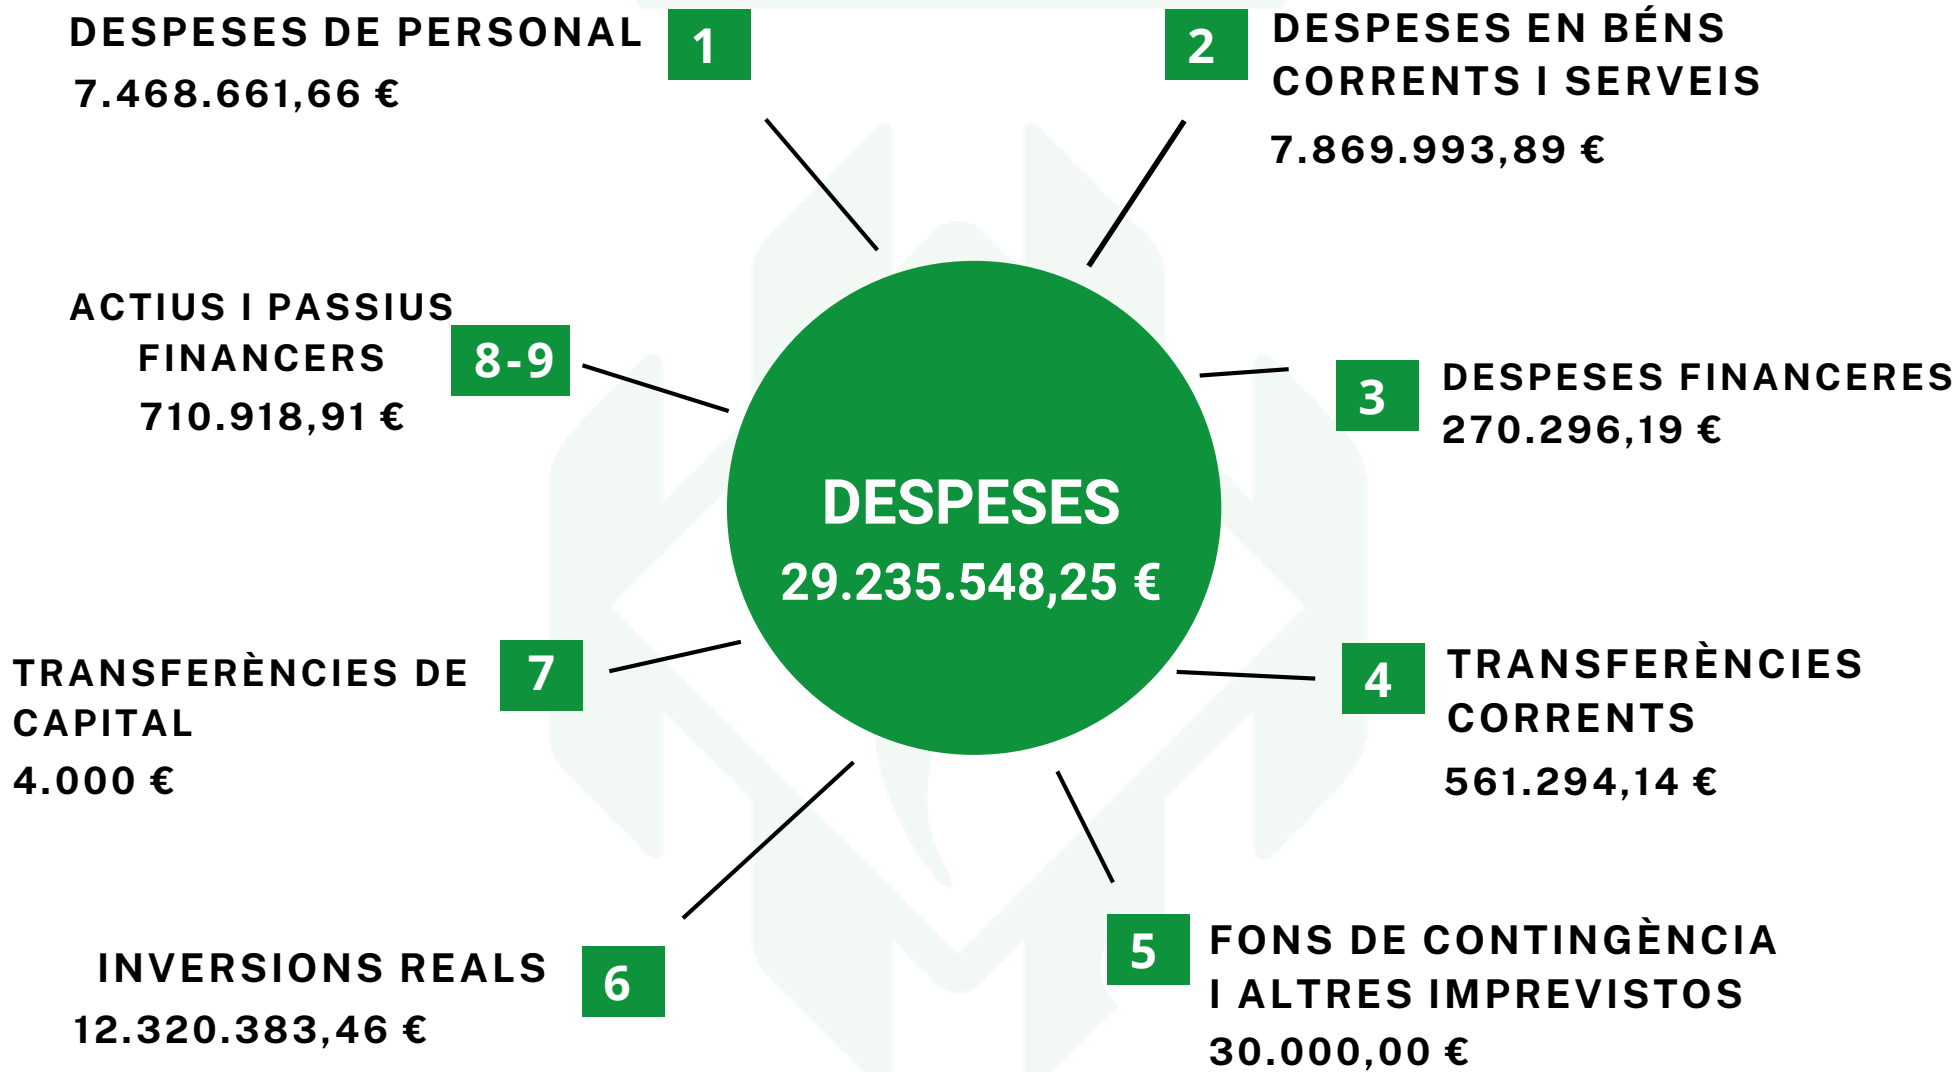 DESPESES DE PERSONAL
7.468.661,66 €
1
2
DESPESES EN BÉNS
CORRENTS I SERVEIS
7.869.993,89 €
ACTIUS I PASSIUS
FINANCERS
710.918,91 €
8-9
3
DESPESES FINANCERES
270.296,19 €
DESPESES
29.235.548,25 €
TRANSFERÈNCIES DE
CAPITAL
4.000 €
7
4
TRANSFERÈNCIES
CORRENTS
561.294,14 €
INVERSIONS REALS
12.320.383,46 €
6
5
FONS DE CONTINGÈNCIA
I ALTRES IMPREVISTOS
30.000,00 €